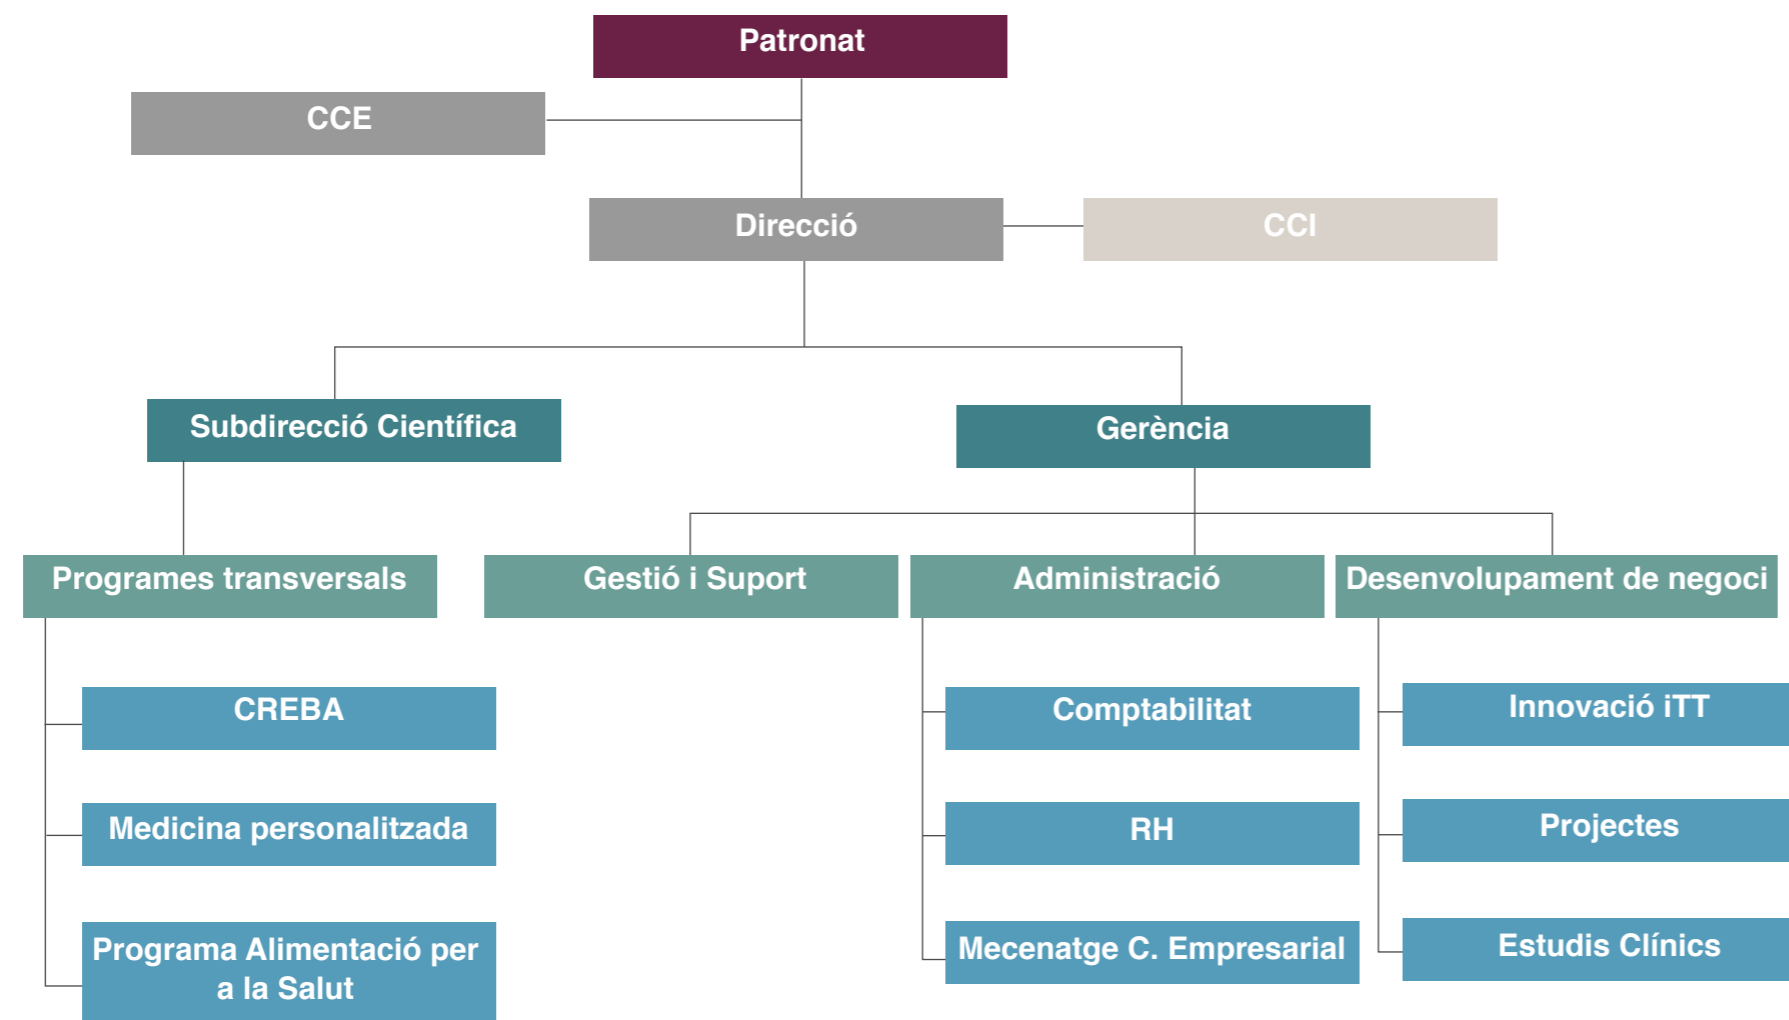 Patronat
CCE
Direcció
CCI
Subdirecció Científica
Gerència
Programes transversals
Gestió i Suport
Administració
Desenvolupament de negoci
CREBA
Comptabilitat
Innovació iTT
Medicina personalitzada
RH
Projectes
Programa Alimentació per
a la Salut
Mecenatge C. Empresarial
Estudis Clínics